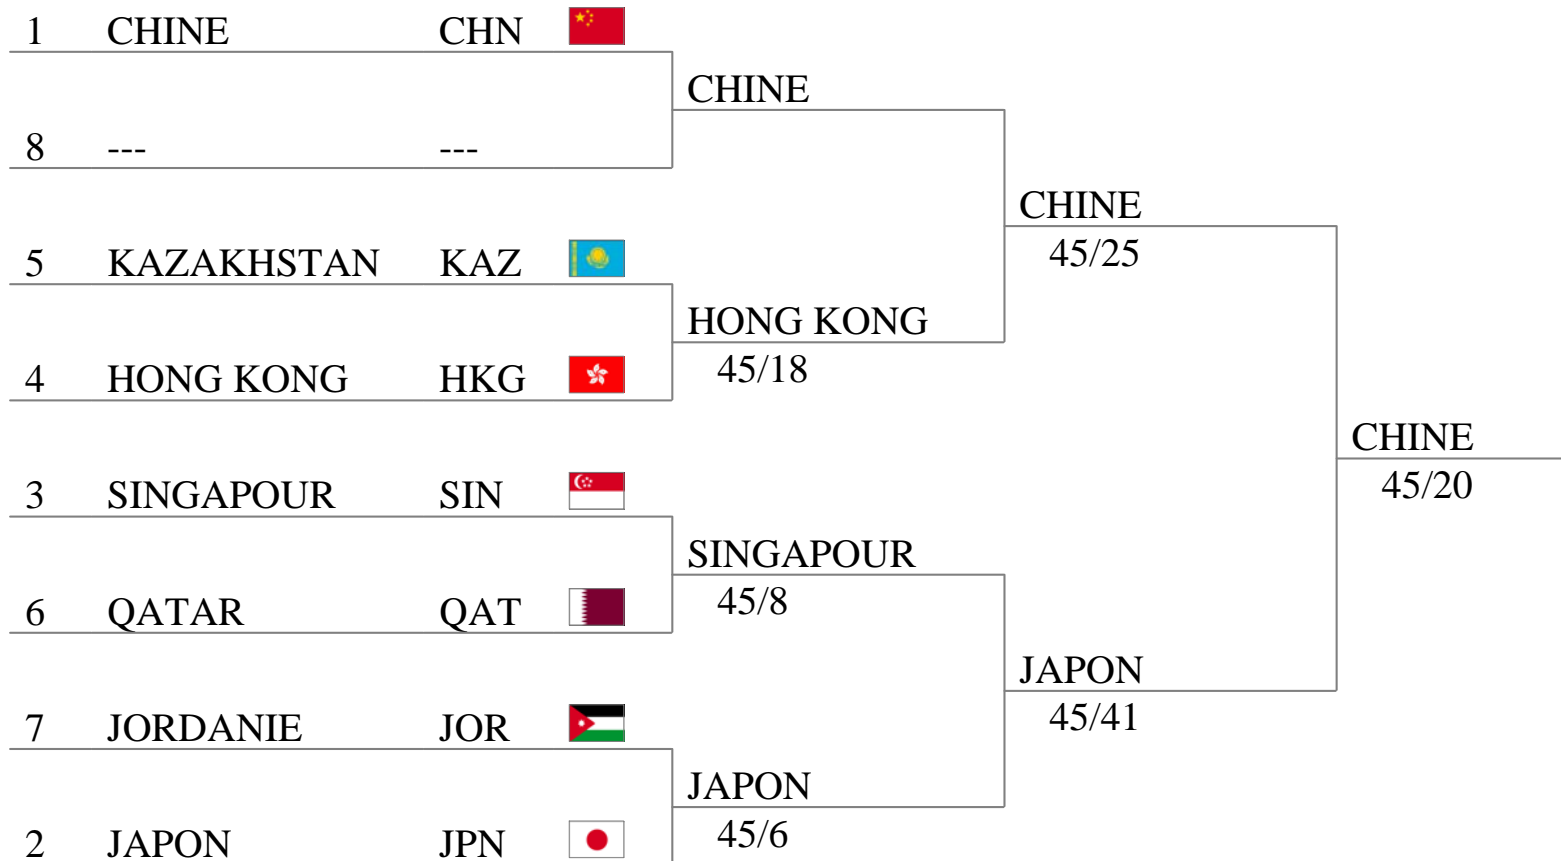 1 CHINE CHN
CHINE
8 --- ---
CHINE
45/25
5 KAZAKHSTAN KAZ
HONG KONG
45/18
4 HONG KONG HKG
CHINE
45/20
3 SINGAPOUR SIN
SINGAPOUR
45/8
6 QATAR QAT
JAPON
45/41
7 JORDANIE JOR
JAPON
45/6
2 JAPON JPN